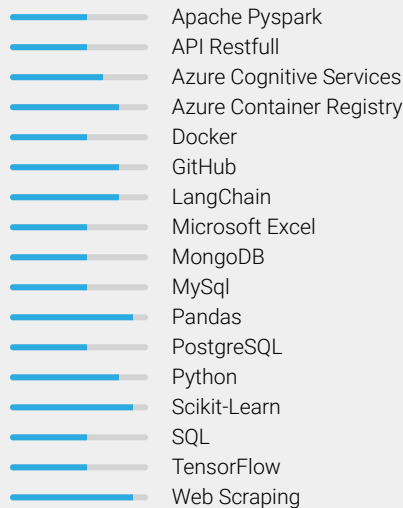 Apache Pyspark
API Restfull
Azure Cognitive Services
Azure Container Registry
Docker
GitHub
LangChain
Microsoft Excel
MongoDB
MySql
Pandas
PostgreSQL
Python
Scikit-Learn
SQL
TensorFlow
Web Scraping